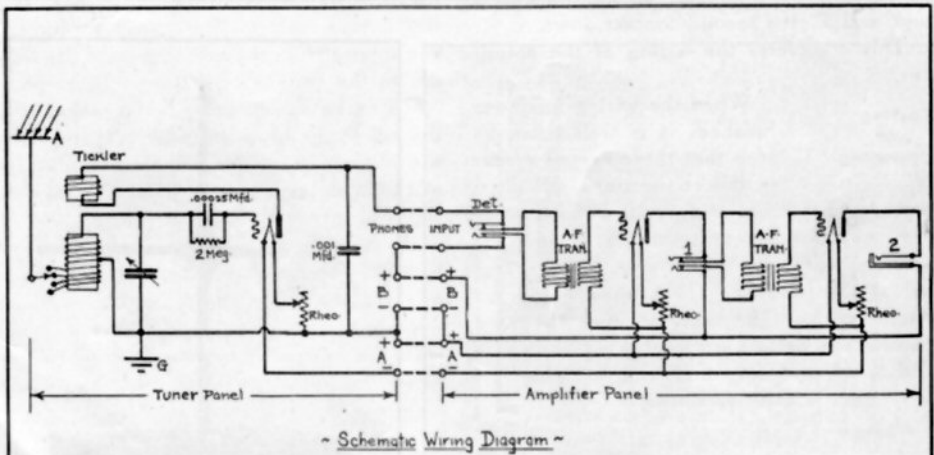 A
Tickler
.00025 Mfd.
2 Meg.
.001
Mfd.
Rheo.
G
PHONES
INPUT
+
B
-
+
A
-
+
B
-
+
A
-
Det.
A.F.
TRAN.
Rheo.
1
A.F.
TRAN.
Rheo.
2
Tuner Panel
Amplifier Panel
~ Schematic Wiring Diagram ~